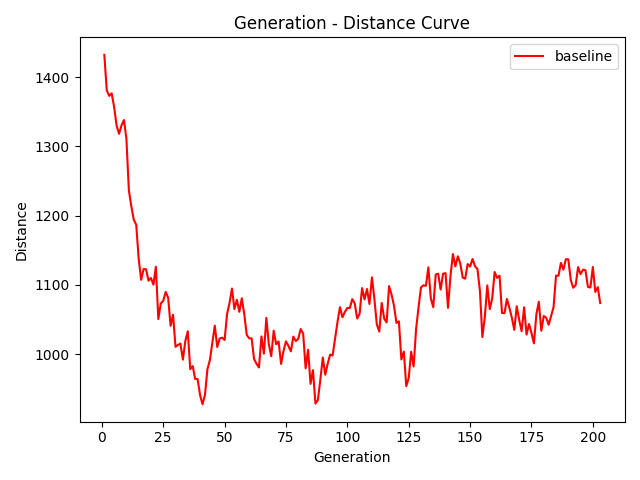 Generation - Distance Curve
baseline
Distance
1400
1300
1200
1100
1000
0 25 50 75 100 125 150 175 200
Generation